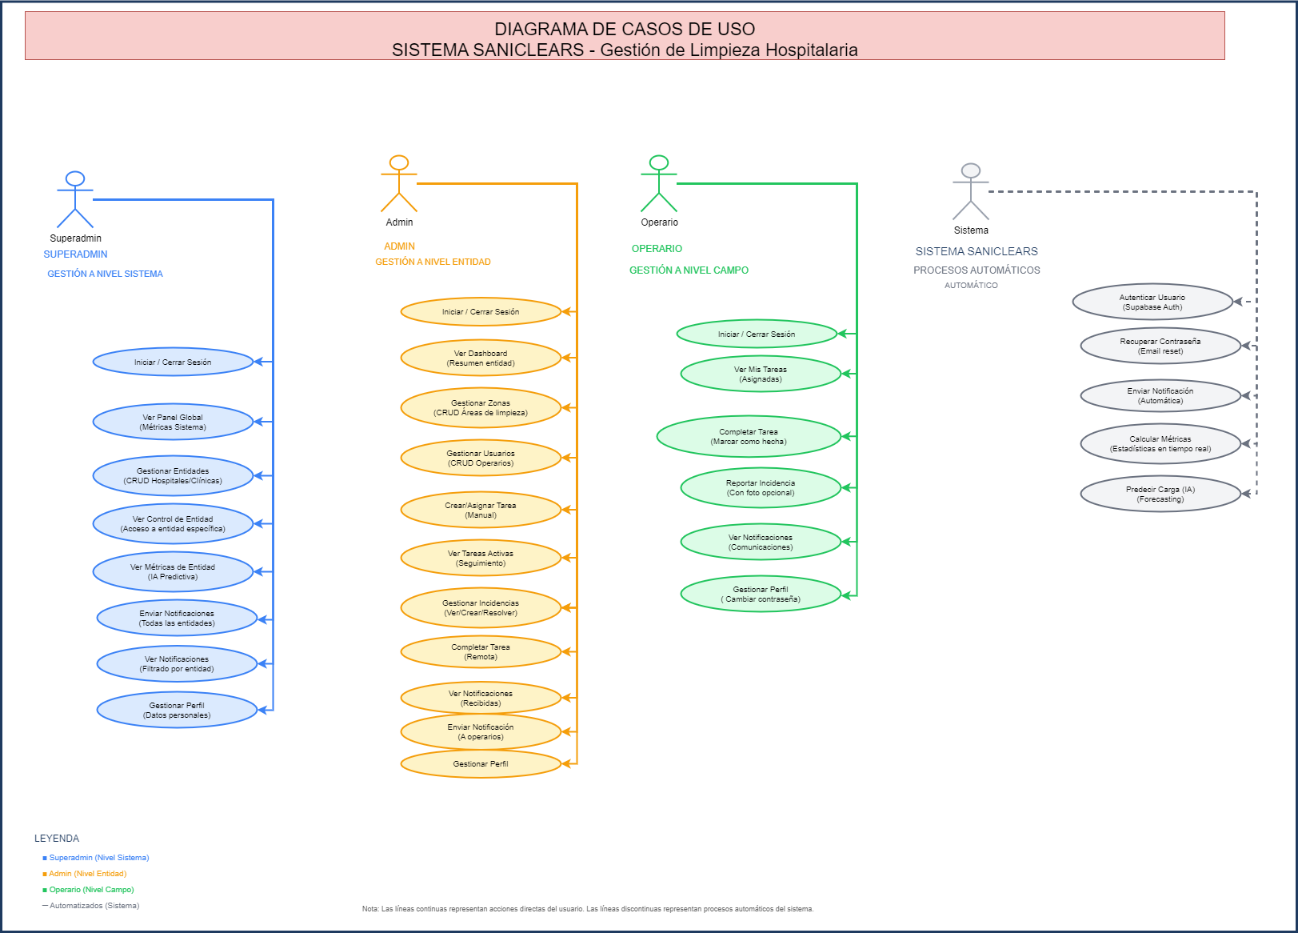 DIAGRAMA DE CASOS DE USO
SISTEMA SANICLEARS - Gestión de Limpieza Hospitalaria
Superadmin
SUPERADMIN
GESTIÓN A NIVEL SISTEMA
Iniciar / Cerrar Sesión
Ver Panel Global
(Métricas Sistema)
Gestionar Entidades
(CRUD Hospitales/Clínicas)
Ver Control de Entidad
(Acceso a entidad específica)
Ver Métricas de Entidad
(IA Predictiva)
Enviar Notificaciones
(Todas las entidades)
Ver Notificaciones
(Filtrado por entidad)
Gestionar Perfil
(Datos personales)
Admin
ADMIN
GESTIÓN A NIVEL ENTIDAD
Iniciar / Cerrar Sesión
Ver Dashboard
(Resumen entidad)
Gestionar Zonas
(CRUD Áreas de limpieza)
Gestionar Usuarios
(CRUD Operarios)
Crear/Asignar Tarea
(Manual)
Ver Tareas Activas
(Seguimiento)
Gestionar Incidencias
(Ver/Crear/Resolver)
Completar Tarea
(Remota)
Ver Notificaciones
(Recibidas)
Enviar Notificación
(A operarios)
Gestionar Perfil
Operario
OPERARIO
GESTIÓN A NIVEL CAMPO
Iniciar / Cerrar Sesión
Ver Mis Tareas
(Asignadas)
Completar Tarea
(Marcar como hecha)
Reportar Incidencia
(Con foto opcional)
Ver Notificaciones
(Comunicaciones)
Gestionar Perfil
( Cambiar contraseña)
Sistema
SISTEMA SANICLEARS
PROCESOS AUTOMÁTICOS
AUTOMÁTICO
Autenticar Usuario
(Supabase Auth)
Recuperar Contraseña
(Email reset)
Enviar Notificación
(Automática)
Calcular Métricas
(Estadísticas en tiempo real)
Predecir Carga (IA)
(Forecasting)
LEYENDA
■ Superadmin (Nivel Sistema)
■ Admin (Nivel Entidad)
■ Operario (Nivel Campo)
─ Automatizados (Sistema)
Nota: Las líneas continuas representan acciones directas del usuario. Las líneas discontinuas representan procesos automáticos del sistema.